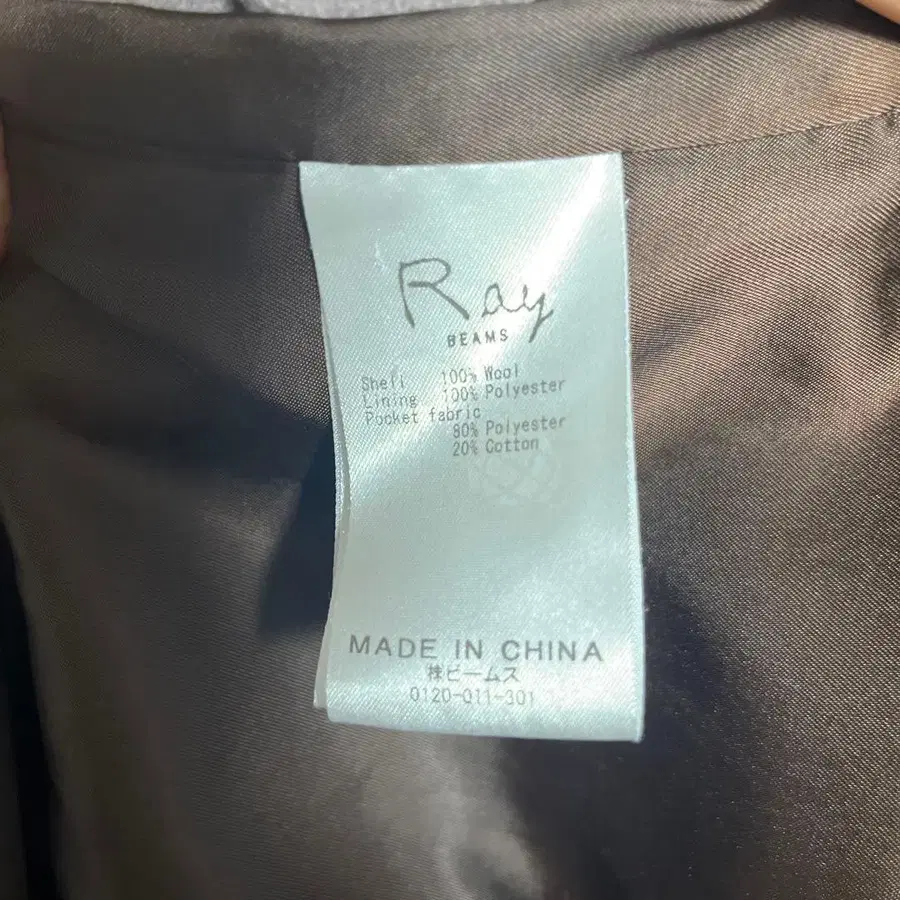 Ray
BEAMS
Shell 100% Wool
Lining 100% Polyester
Pocket fabric
80% Polyester
20% Cotton
MADE IN CHINA
株ビームス
0120-011-301